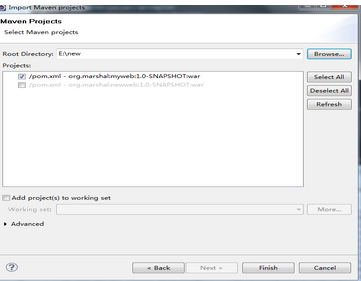 Import Maven projects
Maven Projects
Select Maven projects
Root Directory: E:\new Browse...
Projects:
/pom.xml - org.marshal:myweb:1.0-SNAPSHOT:war Select All
/pom.xml - org.marshal:newweb:1.0-SNAPSHOT:war Deselect All
Refresh
Add project(s) to working set
Working set: More...
Advanced
? < Back Next > Finish Cancel